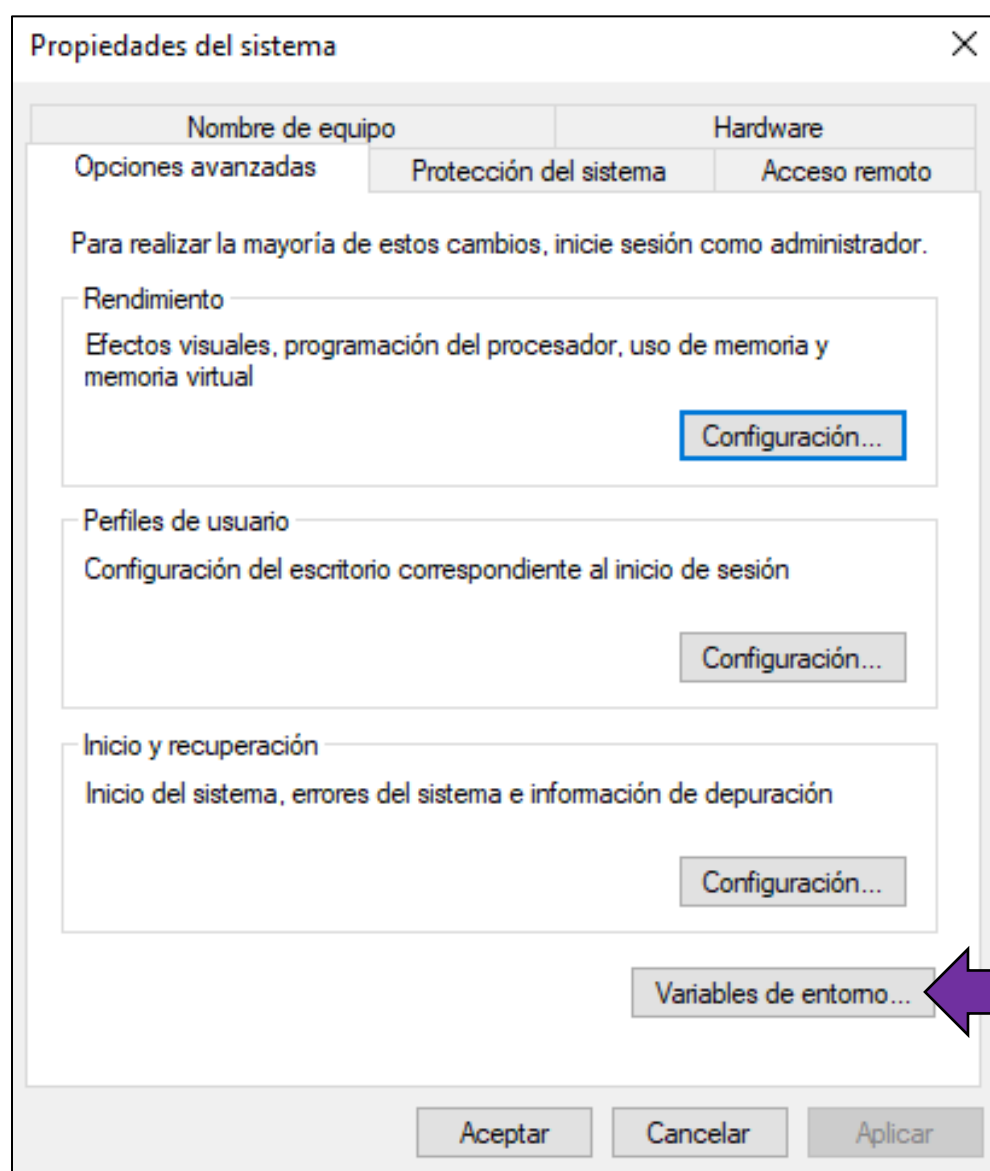 Propiedades del sistema
Nombre de equipo
Hardware
Opciones avanzadas
Protección del sistema
Acceso remoto
Para realizar la mayoría de estos cambios, inicie sesión como administrador.
Rendimiento
Efectos visuales, programación del procesador, uso de memoria y
memoria virtual
Configuración...
Perfiles de usuario
Configuración del escritorio correspondiente al inicio de sesión
Configuración...
Inicio y recuperación
Inicio del sistema, errores del sistema e información de depuración
Configuración...
Variables de entorno...
Aceptar
Cancelar
Aplicar